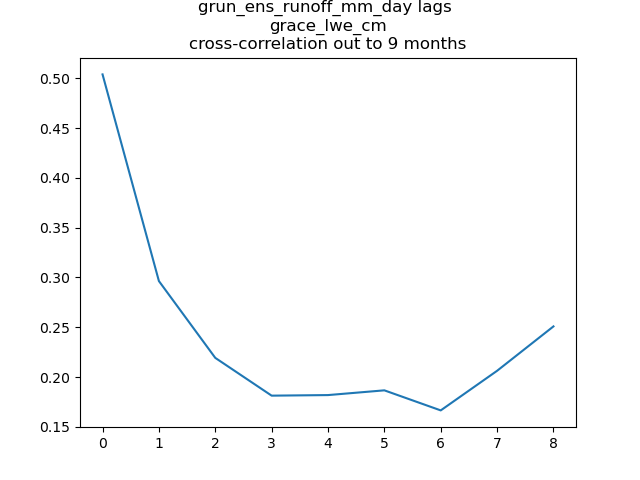 grun_ens_runoff_mm_day lags
grace_lwe_cm
cross-correlation out to 9 months
0.50
0.45
0.40
0.35
0.30
0.25
0.20
0.15
0 1 2 3 4 5 6 7 8